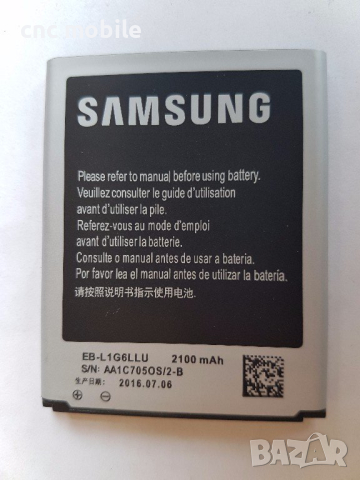 cncmobile
SAMSUNG
Please refer to manual before using battery.
Veuillez consulter le guide d'utilisation
avant d'utiliser la pile.
Referez-vous au mode d'emploi
avant d'utiliser la batterie.
Consulte o manual antes de usar a bateria.
Por favor lea el manual antes de utilizar la batería.
请按照说明书指示使用电池.
EB-L1G6LLU 2100 mAh
S/N: AA1C705OS/2-B
生产日期: 2016.07.06
bazar